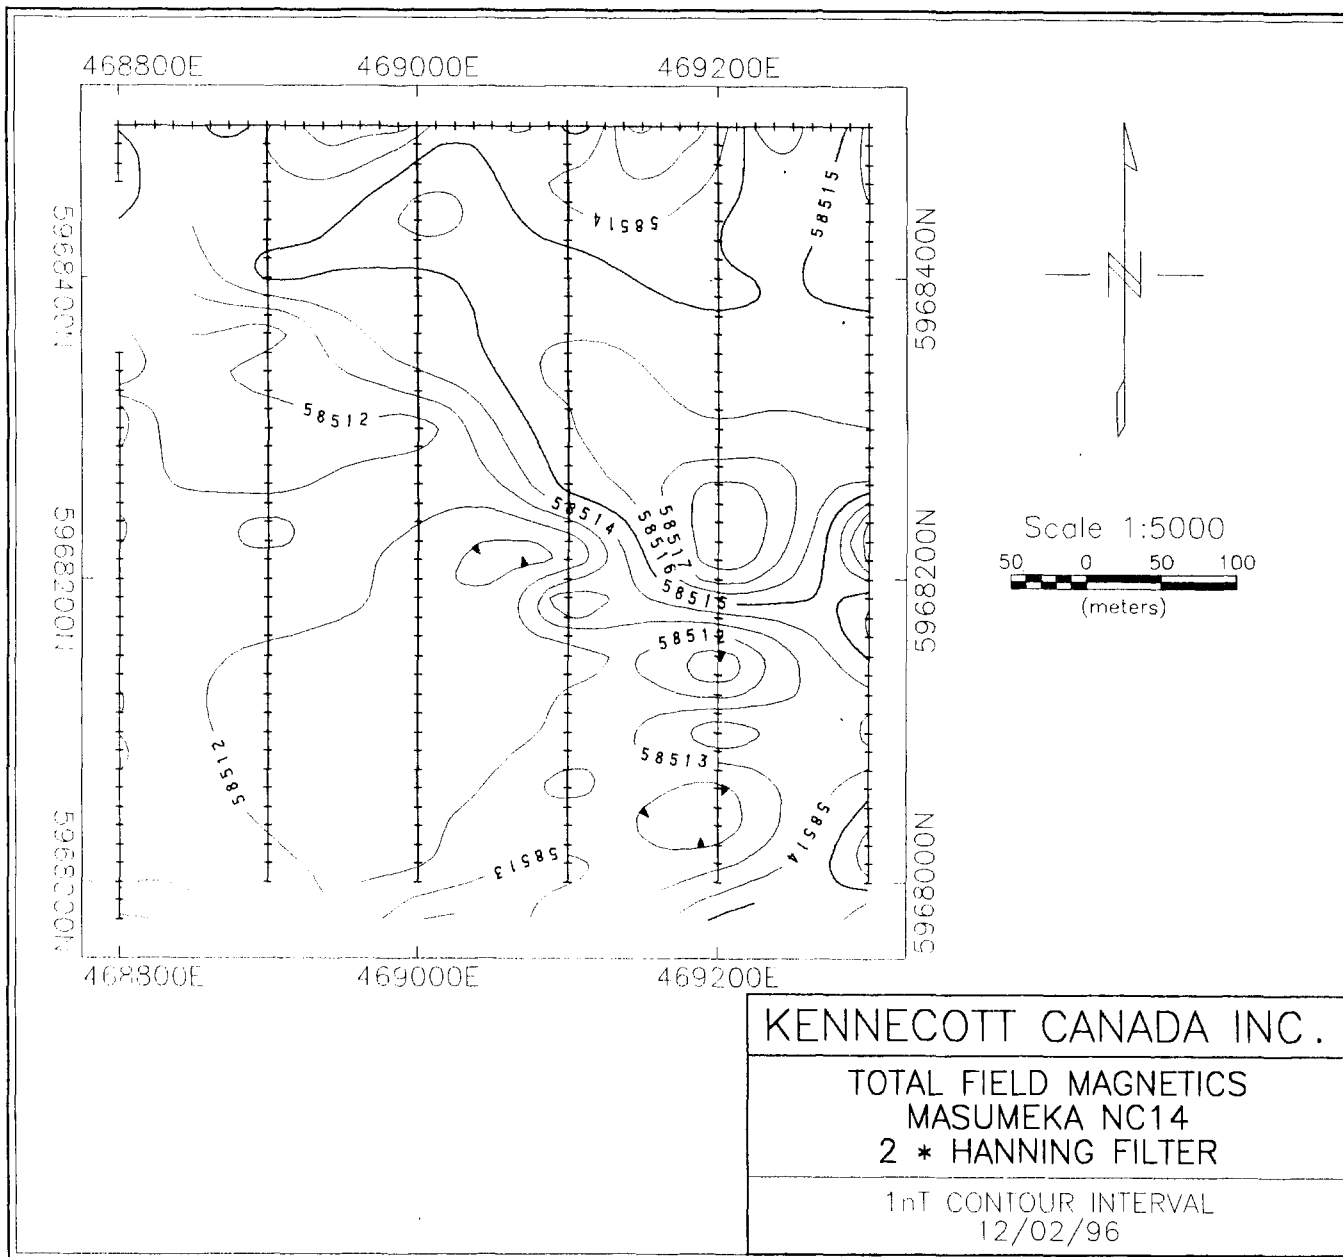 468800E 469000E 469200E
5968400N
5968400N
58515
58514
58512
58514
58517
58516
58515
5968200N
5968200N
58512
58513
58512
58514
58513
5968000N
5968000N
468800E 469000E 469200E
N
Scale 1:5000
50 0 50 100
(meters)
KENNECOTT CANADA INC.
TOTAL FIELD MAGNETICS
MASUMEKA NC14
2 * HANNING FILTER
1nT CONTOUR INTERVAL
12/02/96